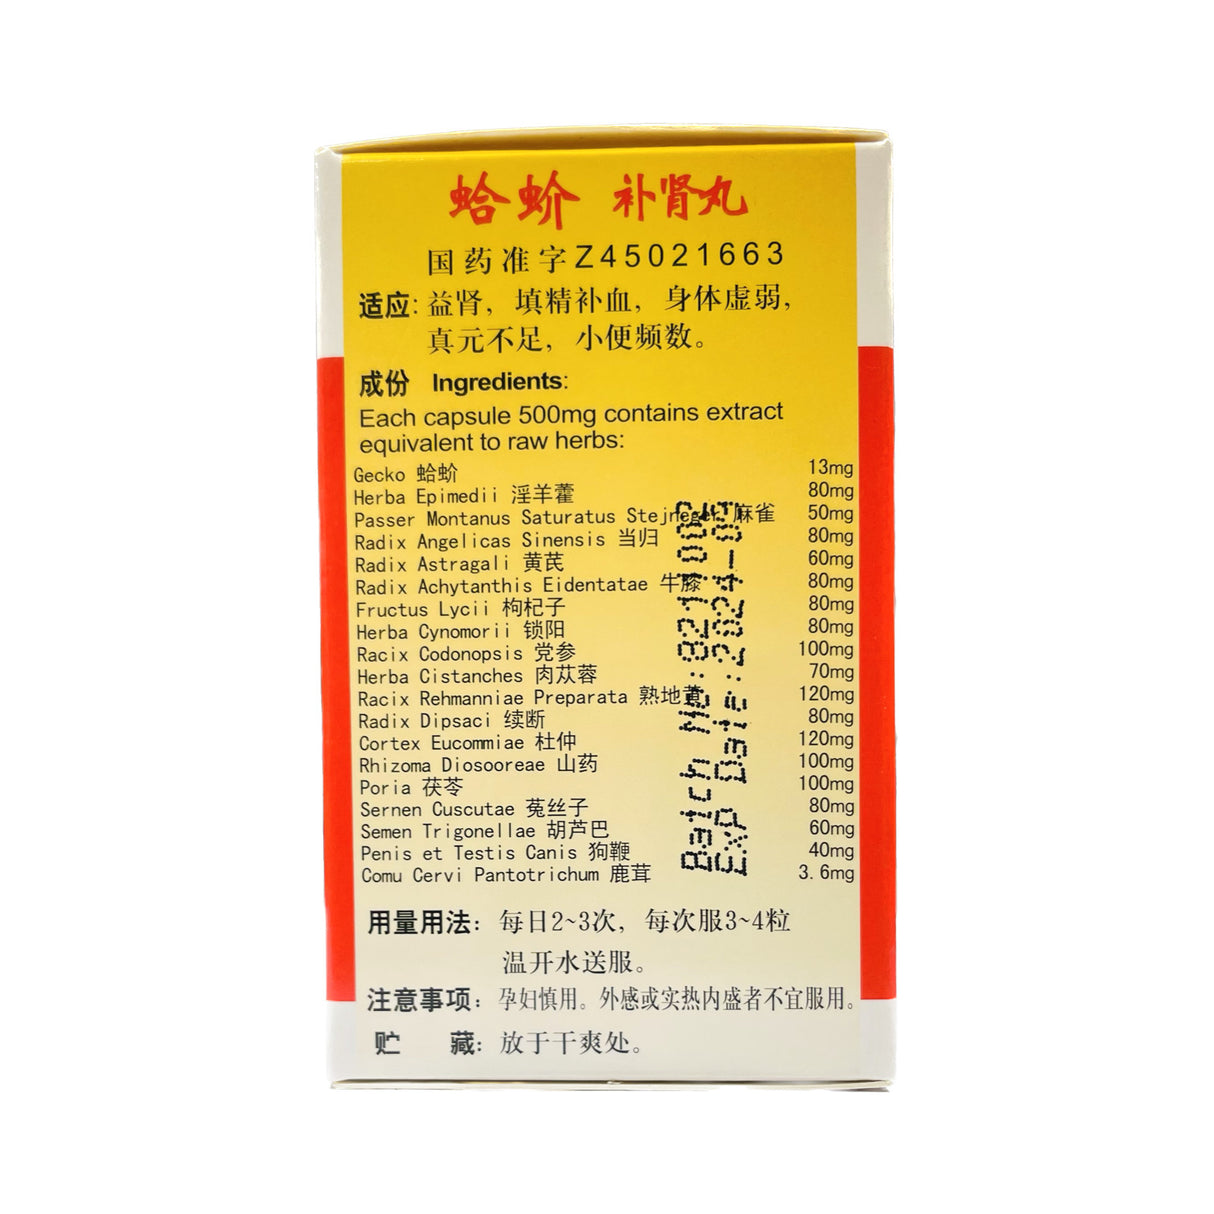 蛤蚧 补肾丸
国药准字Z45021663
适应: 益肾, 填精补血, 身体虚弱,
真元不足, 小便频数。
成份 Ingredients:
Each capsule 500mg contains extract
equivalent to raw herbs:
Gecko 蛤蚧 13mg
Herba Epimedii 淫羊藿 80mg
Passer Montanus Saturatus Stejnegeri 麻雀 50mg
Radix Angelicas Sinensis 当归 80mg
Radix Astragali 黄芪 60mg
Radix Achytanthis Eidentatae 牛膝 80mg
Fructus Lycii 枸杞子 80mg
Herba Cynomorii 锁阳 80mg
Racix Codonopsis 党参 100mg
Herba Cistanches 肉苁蓉 70mg
Racix Rehmanniae Preparata 熟地黄 120mg
Radix Dipsaci 续断 80mg
Cortex Eucommiae 杜仲 120mg
Rhizoma Diosooreae 山药 100mg
Poria 茯苓 100mg
Sernen Cuscutae 菟丝子 80mg
Semen Trigonellae 胡芦巴 60mg
Penis et Testis Canis 狗鞭 40mg
Comu Cervi Pantotrichum 鹿茸 3.6mg
Batch No:8211002
Exp Date:2024-09
用量用法: 每日2~3次, 每次服3~4粒
温开水送服。
注意事项: 孕妇慎用。外感或实热内盛者不宜服用。
贮 藏: 放于干爽处。